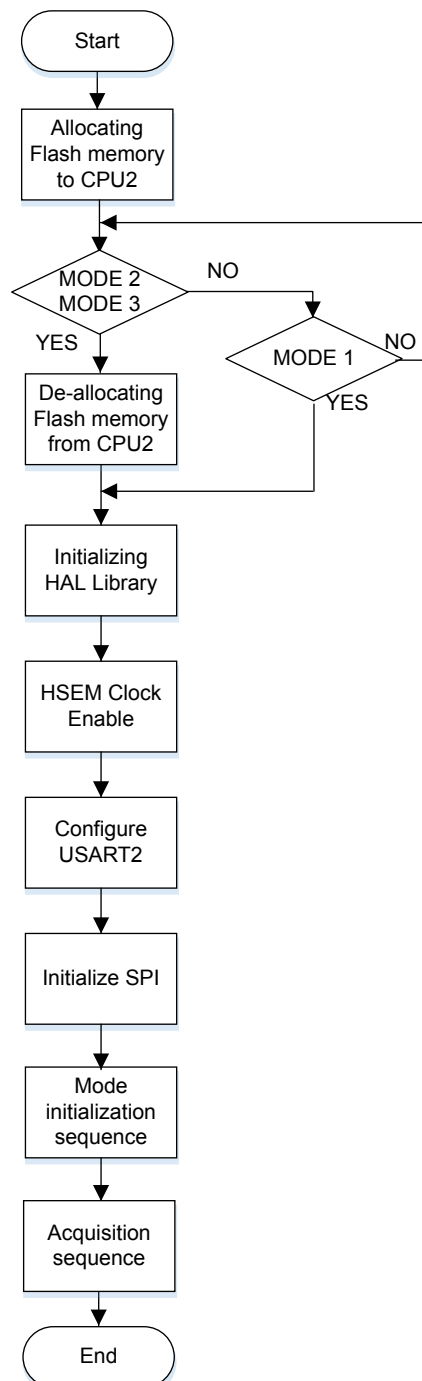 Start
Allocating
Flash memory
to CPU2
MODE 2
MODE 3
NO
YES
MODE 1
NO
YES
De-allocating
Flash memory
from CPU2
Initializing
HAL Library
HSEM Clock
Enable
Configure
USART2
Initialize SPI
Mode
initialization
sequence
Acquisition
sequence
End